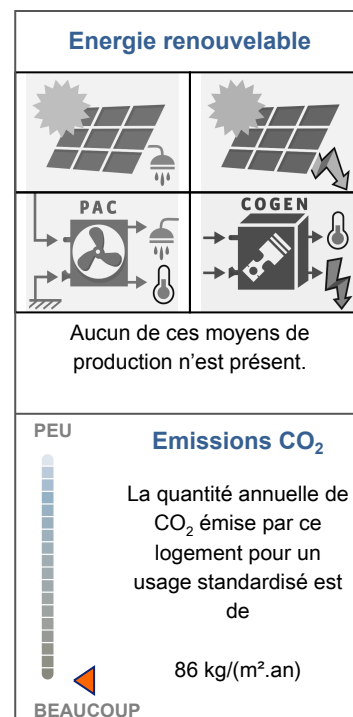 Energie renouvelable
PAC
COGEN
Aucun de ces moyens de
production n'est présent.
PEU
Emissions CO₂
La quantité annuelle de
CO₂ émise par ce
logement pour un
usage standardisé est
de
86 kg/(m².an)
BEAUCOUP